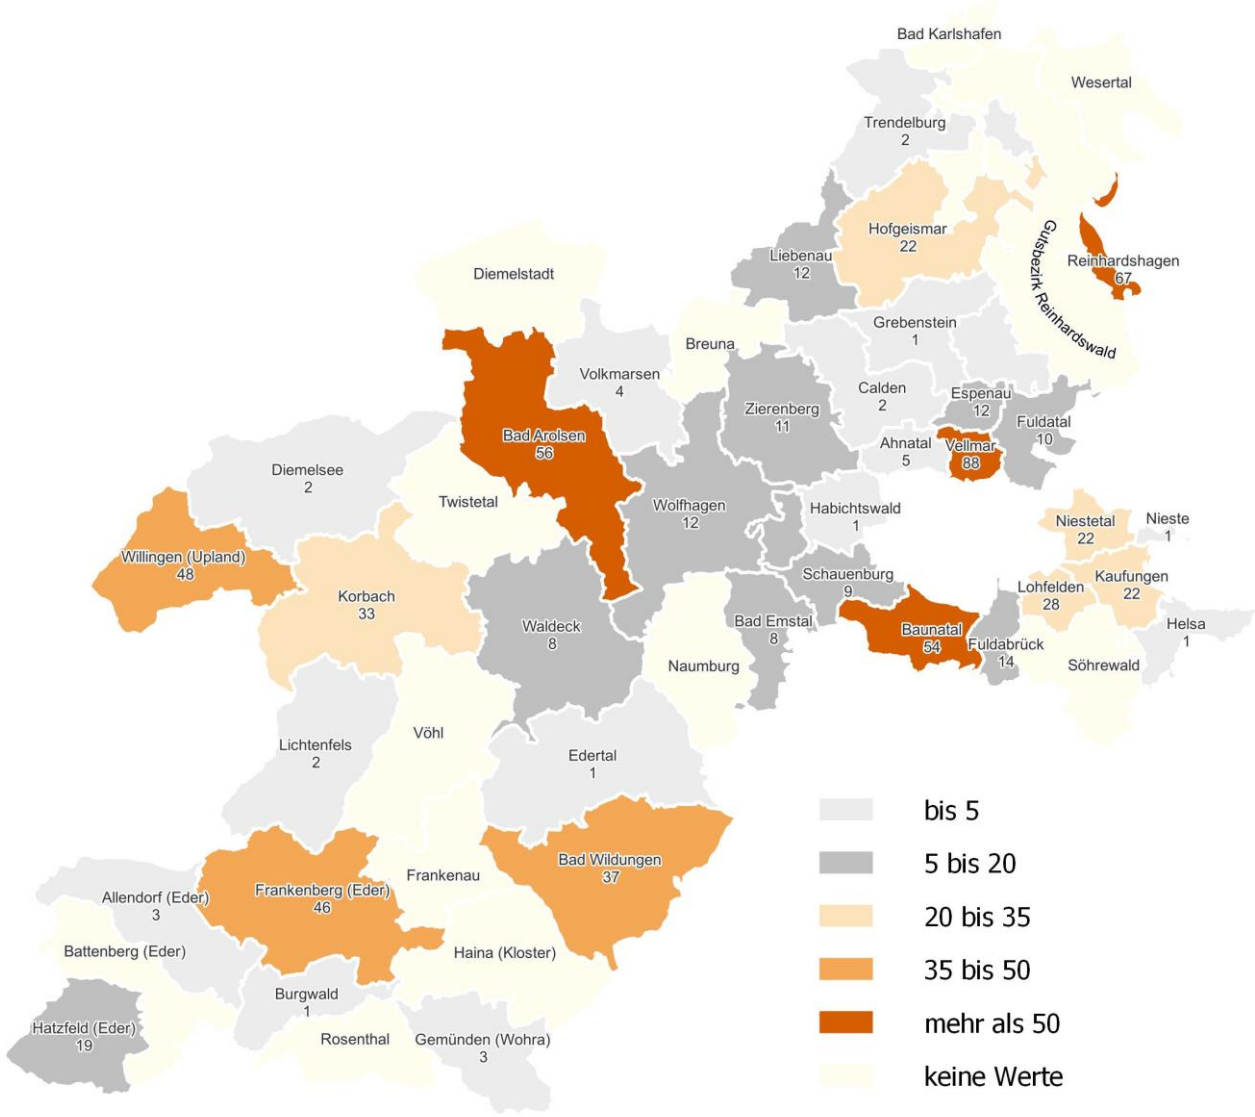 Bad Karlshafen
Wesertal
Trendelburg
2
Hofgeismar
22
Liebenau
12
Gutsbezirk Reinhardswald
Reinhardshagen
67
Diemelstadt
Grebenstein
1
Breuna
Volkmarsen
4
Calden
2
Espenau
12
Zierenberg
11
Fuldatal
10
Bad Arolsen
56
Ahnatal
5
Vellmar
88
Diemelsee
2
Twistetal
Wolfhagen
12
Habichtswald
1
Niestetal
22
Nieste
1
Willingen (Upland)
48
Schauenburg
9
Kaufungen
22
Lohfelden
28
Korbach
33
Waldeck
8
Bad Emstal
8
Baunatal
54
Helsa
1
Fuldabrück
14
Naumburg
Söhrewald
Vöhl
Lichtenfels
2
Edertal
1
Bad Wildungen
37
Frankenau
Frankenberg (Eder)
46
Allendorf (Eder)
3
Battenberg (Eder)
Haina (Kloster)
Burgwald
1
Hatzfeld (Eder)
19
Rosenthal
Gemünden (Wohra)
3
bis 5
5 bis 20
20 bis 35
35 bis 50
mehr als 50
keine Werte